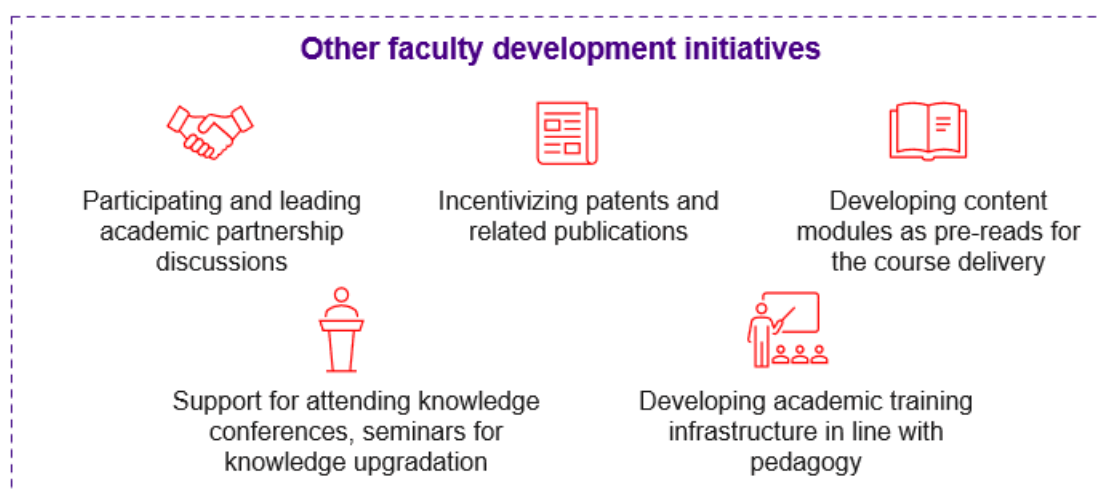 Other faculty development initiatives
Participating and leading
academic partnership
discussions
Incentivizing patents and
related publications
Developing content
modules as pre-reads for
the course delivery
Support for attending knowledge
conferences, seminars for
knowledge upgradation
Developing academic training
infrastructure in line with
pedagogy